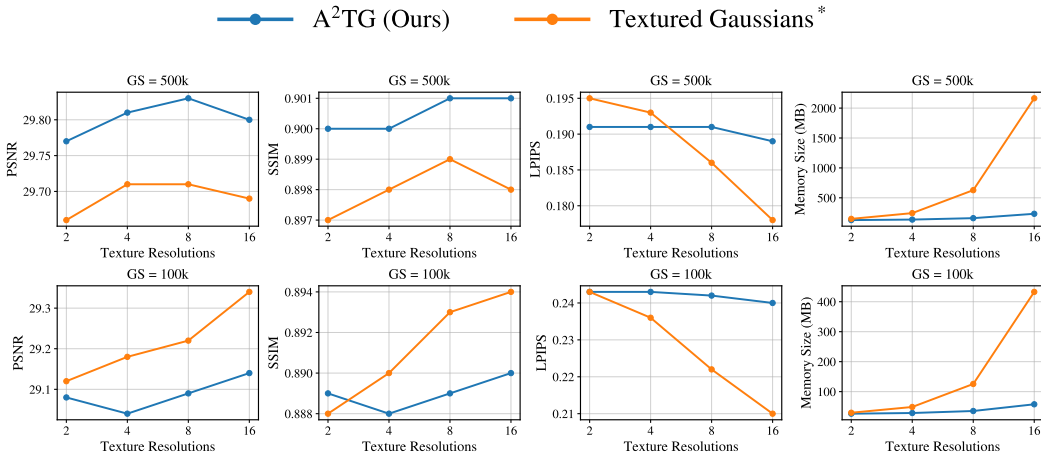 A²TG (Ours) Textured Gaussians*
GS = 500k GS = 500k GS = 500k GS = 500k
PSNR
29.80
29.75
29.70
2 4 8 16
Texture Resolutions
SSIM
0.901
0.900
0.899
0.898
0.897
2 4 8 16
Texture Resolutions
LPIPS
0.195
0.190
0.185
0.180
2 4 8 16
Texture Resolutions
Memory Size (MB)
2000
1500
1000
500
2 4 8 16
Texture Resolutions
GS = 100k GS = 100k GS = 100k GS = 100k
PSNR
29.3
29.2
29.1
2 4 8 16
Texture Resolutions
SSIM
0.894
0.892
0.890
0.888
2 4 8 16
Texture Resolutions
LPIPS
0.24
0.23
0.22
0.21
2 4 8 16
Texture Resolutions
Memory Size (MB)
400
300
200
100
2 4 8 16
Texture Resolutions